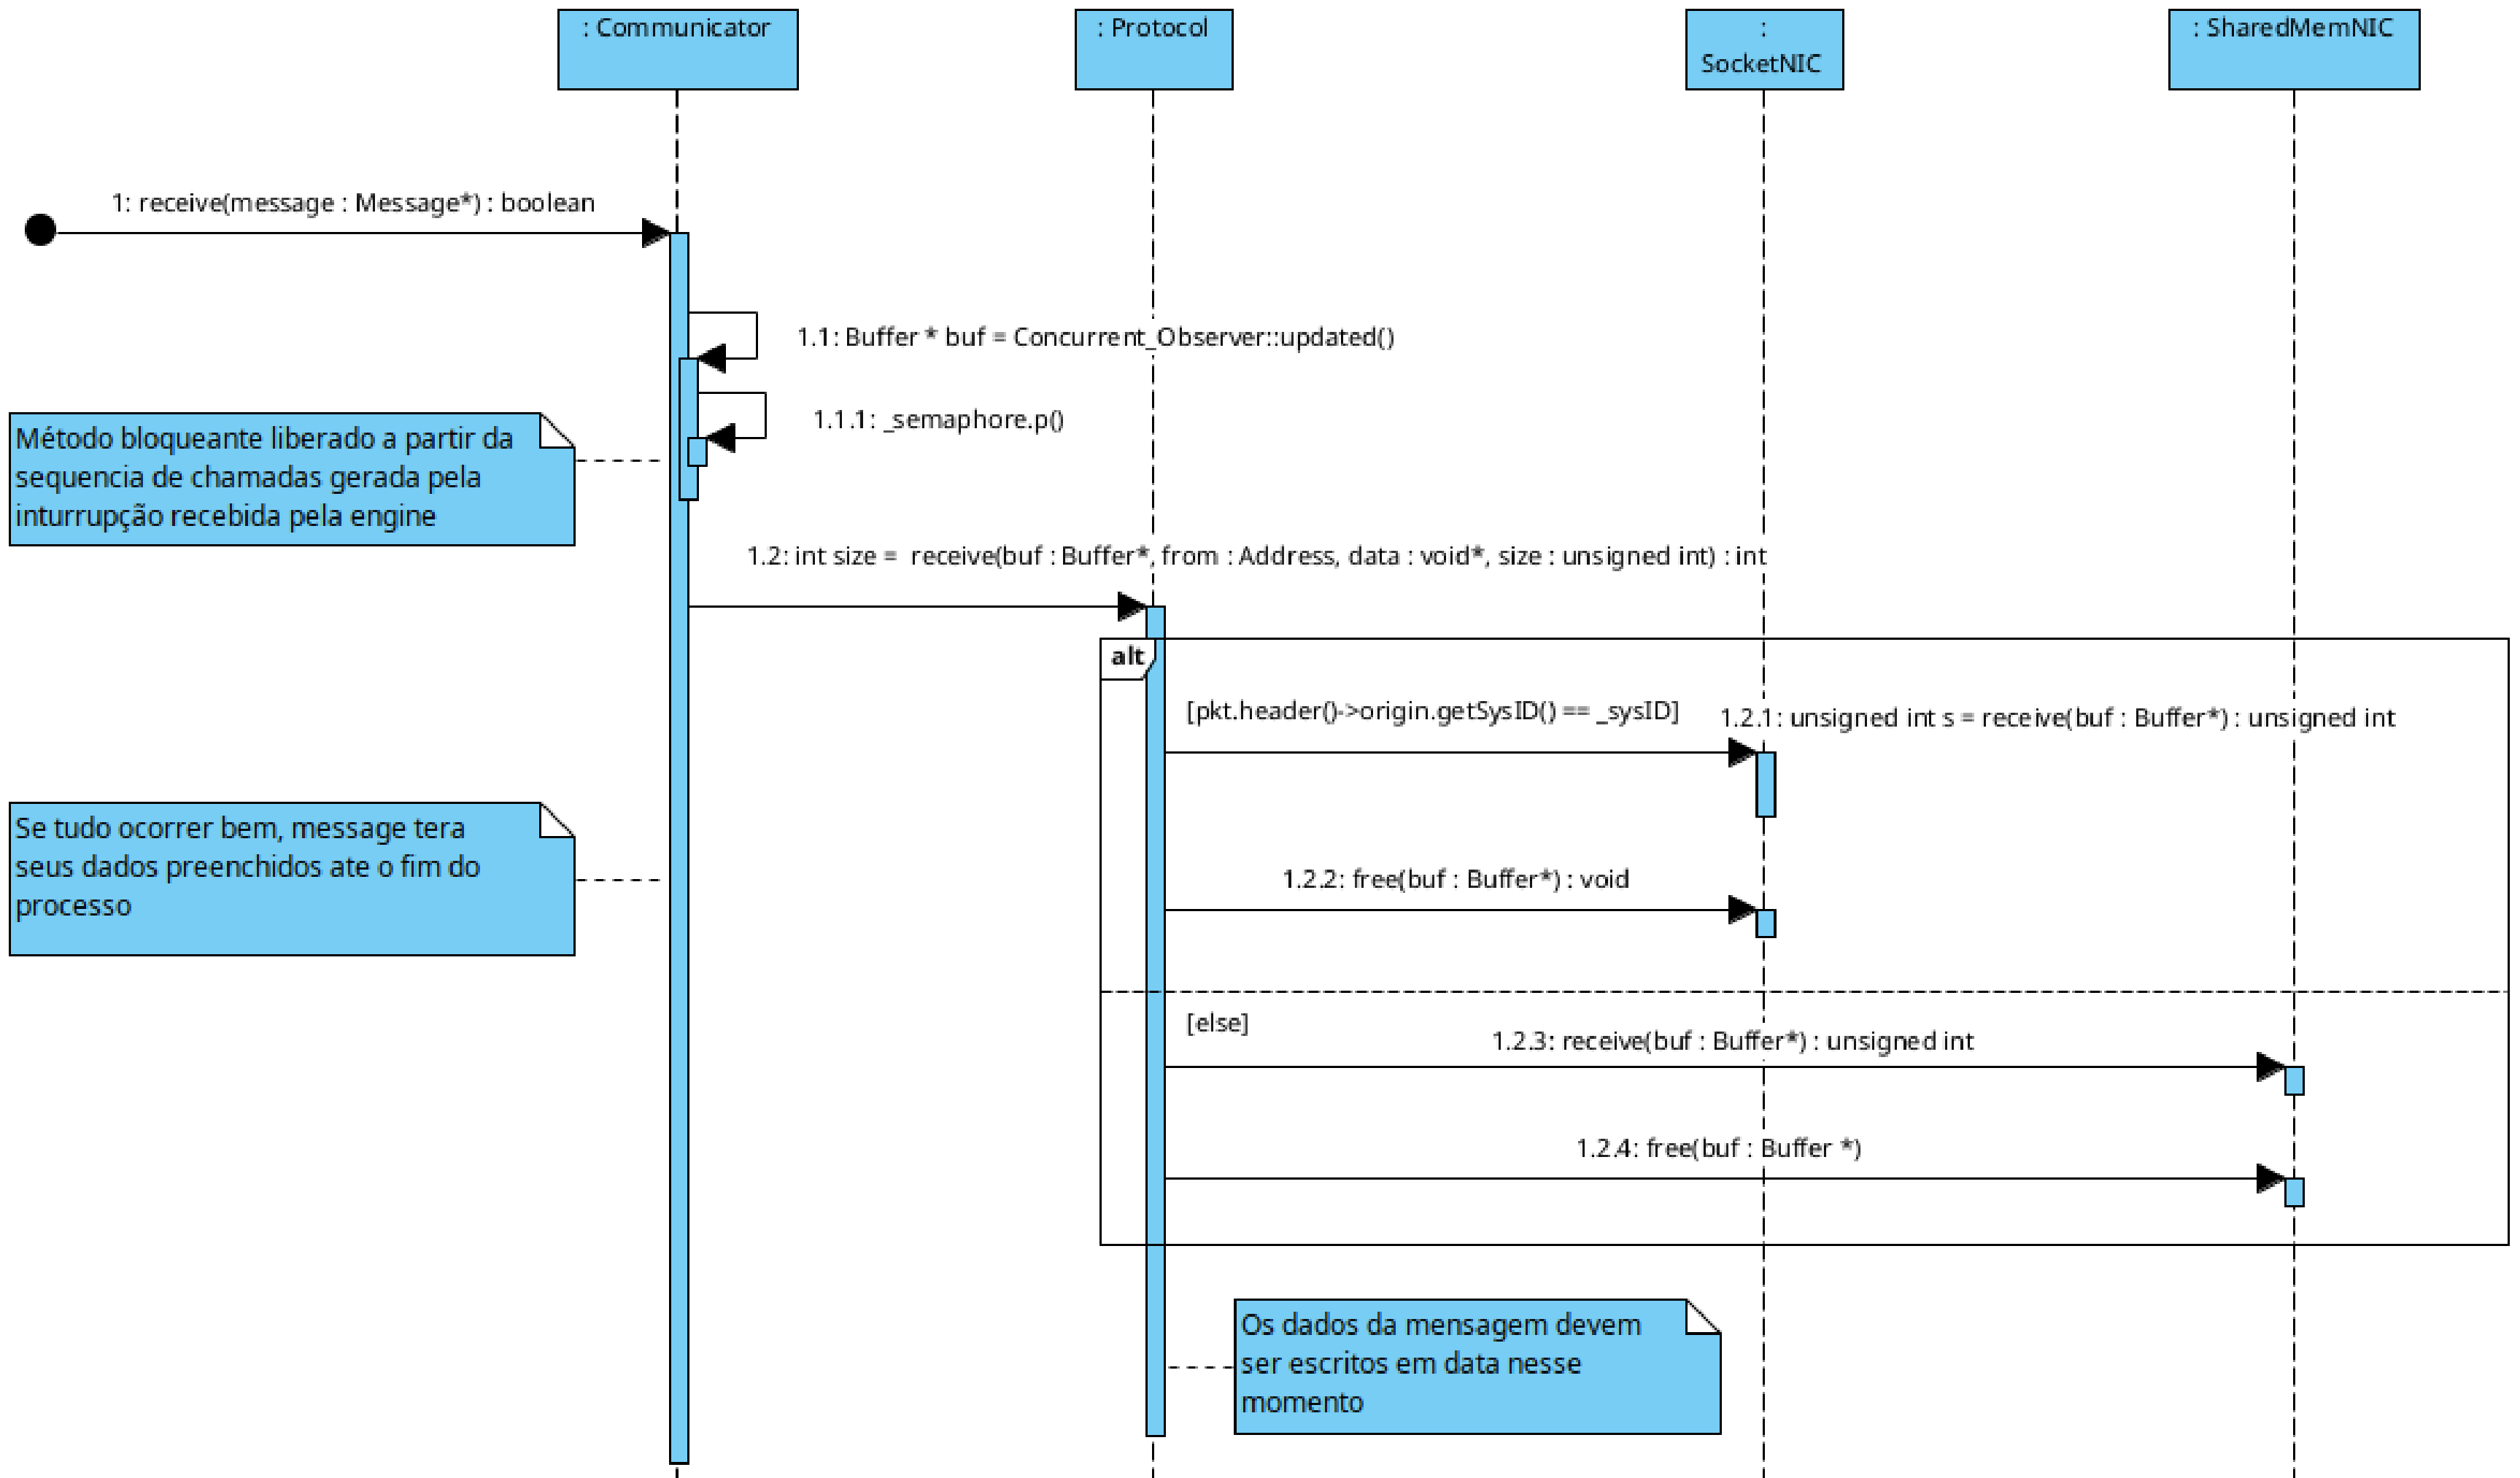 : Communicator
: Protocol
:
SocketNIC
: SharedMemNIC
1: receive(message : Message*) : boolean
1.1: Buffer * buf = Concurrent_Observer::updated()
1.1.1: _semaphore.p()
Método bloqueante liberado a partir da
sequencia de chamadas gerada pela
inturrupção recebida pela engine
1.2: int size =  receive(buf : Buffer*, from : Address, data : void*, size : unsigned int) : int
alt
[pkt.header()->origin.getSysID() == _sysID]
1.2.1: unsigned int s = receive(buf : Buffer*) : unsigned int
Se tudo ocorrer bem, message tera
seus dados preenchidos ate o fim do
processo
1.2.2: free(buf : Buffer*) : void
[else]
1.2.3: receive(buf : Buffer*) : unsigned int
1.2.4: free(buf : Buffer *)
Os dados da mensagem devem
ser escritos em data nesse
momento